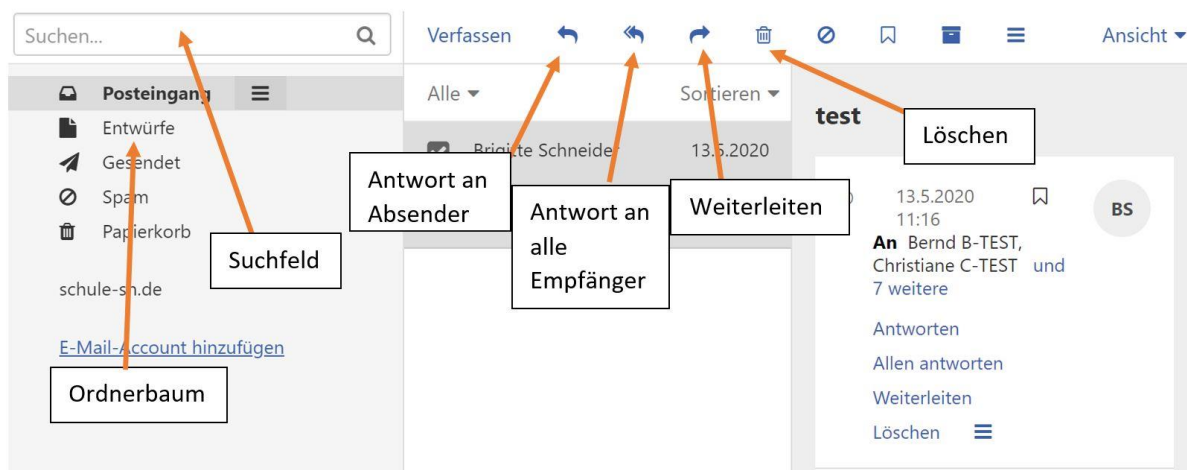 Suchen...
Verfassen
Ansicht
Posteingang
Entwürfe
Gesendet
Spam
Papierkorb
schule-sh.de
E-Mail-Account hinzufügen
Alle
Sortieren
Brigitte Schneider 13.5.2020
test
13.5.2020
11:16
BS
An Bernd B-TEST,
Christiane C-TEST und
7 weitere
Antworten
Allen antworten
Weiterleiten
Löschen
Suchfeld
Ordnerbaum
Antwort an
Absender
Antwort an
alle
Empfänger
Weiterleiten
Löschen